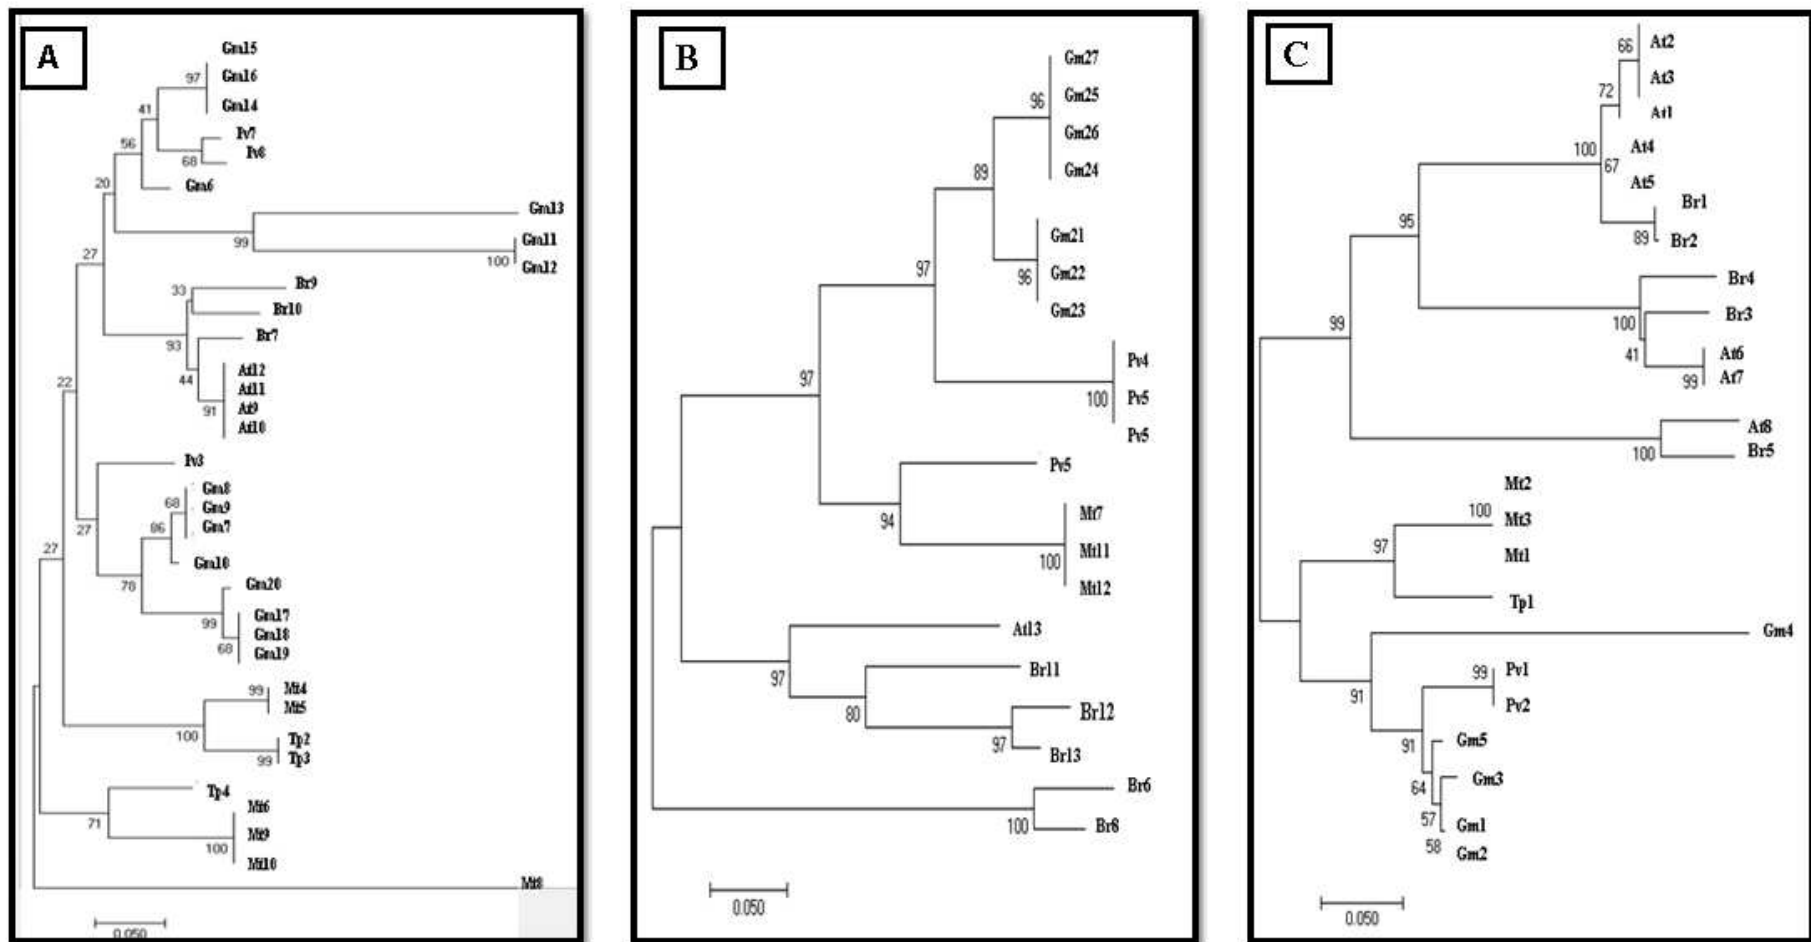 A
Gm15
97
Gm16
Gm14
41
Pv7
56
Pv8
68
20
Gm6
Gm13
99
Gm11
100
Gm12
27
33
Br9
Br10
Br7
93
At12
22
44
At11
91
At9
At10
Pv3
Gm8
68
Gm9
86
Gm7
27
27
Gm10
78
Gm20
Gm17
99
Gm18
68
Gm19
99
Mt4
Mt5
100
Tp2
99
Tp3
Tp4
Mt6
71
Mt9
100
Mt10
Mt8
0.050
B
Gm27
96
Gm25
Gm26
89
Gm24
Gm21
97
Gm22
96
Gm23
Pv4
97
100
Pv5
Pv5
Pv5
Mt7
94
Mt11
100
Mt12
At13
97
Br11
80
Br12
97
Br13
Br6
100
Br8
0.050
C
66
At2
At3
72
At1
100
At4
67
At5
Br1
95
89
Br2
Br4
99
100
Br3
41
At6
99
At7
At8
100
Br5
Mt2
100
Mt3
97
Mt1
Tp1
Gm4
99
Pv1
91
Pv2
91
Gm5
64
Gm3
57
Gm1
58
Gm2
0.050